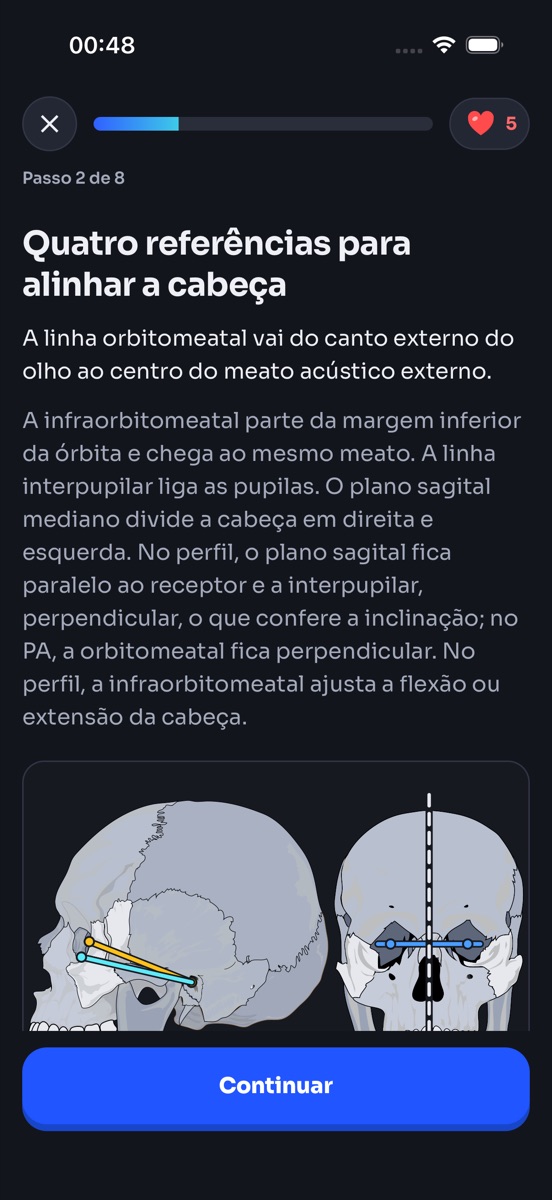 00:48
5
Passo 2 de 8
Quatro referências para
alinhar a cabeça
A linha orbitomeatal vai do canto externo do
olho ao centro do meato acústico externo.
A infraorbitomeatal parte da margem inferior
da órbita e chega ao mesmo meato. A linha
interpupilar liga as pupilas. O plano sagital
mediano divide a cabeça em direita e
esquerda. No perfil, o plano sagital fica
paralelo ao receptor e a interpupilar,
perpendicular, o que confere a inclinação; no
PA, a orbitomeatal fica perpendicular. No
perfil, a infraorbitomeatal ajusta a flexão ou
extensão da cabeça.
Continuar